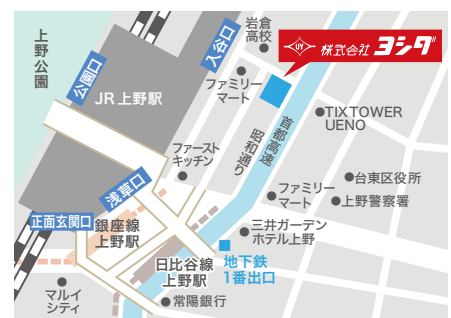 上野
公園
公園口
JR上野駅
入谷口
岩倉
高校
UY
株式会社 ヨシダ
ファミリー
マート
TIX TOWER
UENO
首都高速
昭和通り
ファースト
キッチン
浅草口
正面玄関口
銀座線
上野駅
日比谷線
上野駅
ファミリー
マート
台東区役所
上野警察署
三井ガーデン
ホテル上野
地下鉄
1番出口
マルイ
シティ
常陽銀行